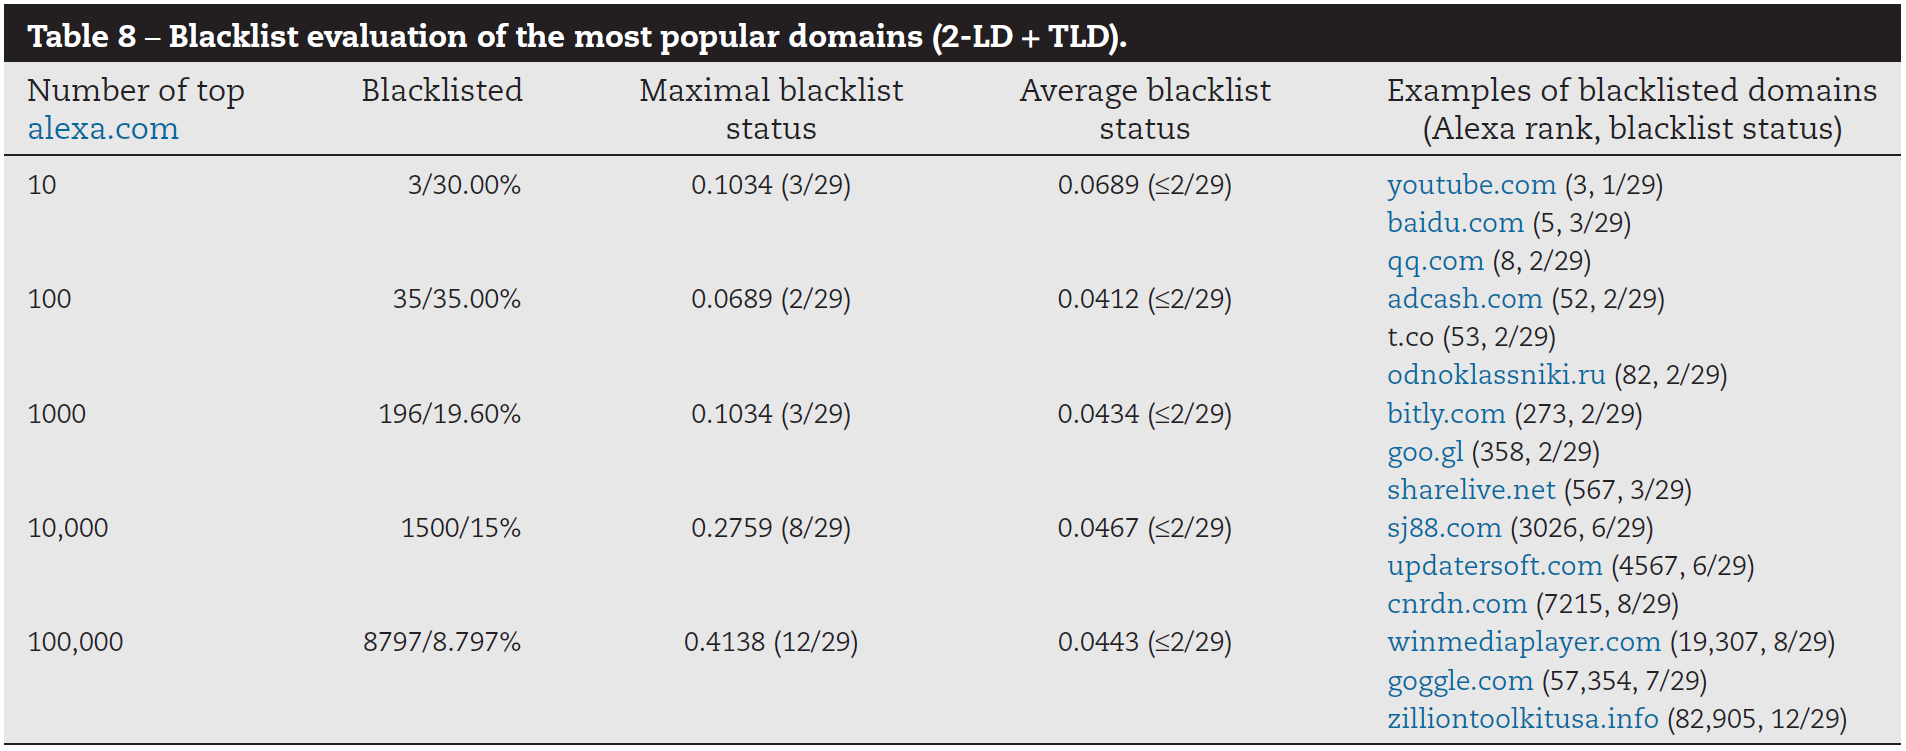 Table 8 – Blacklist evaluation of the most popular domains (2-LD + TLD).
Number of top alexa.com Blacklisted Maximal blacklist status Average blacklist status Examples of blacklisted domains (Alexa rank, blacklist status)
10 3/30.00% 0.1034 (3/29) 0.0689 (≤2/29) youtube.com (3, 1/29)
baidu.com (5, 3/29)
qq.com (8, 2/29)
100 35/35.00% 0.0689 (2/29) 0.0412 (≤2/29) adcash.com (52, 2/29)
t.co (53, 2/29)
odnoklassniki.ru (82, 2/29)
1000 196/19.60% 0.1034 (3/29) 0.0434 (≤2/29) bitly.com (273, 2/29)
goo.gl (358, 2/29)
sharelive.net (567, 3/29)
10,000 1500/15% 0.2759 (8/29) 0.0467 (≤2/29) sj88.com (3026, 6/29)
updatersoft.com (4567, 6/29)
cnrdn.com (7215, 8/29)
100,000 8797/8.797% 0.4138 (12/29) 0.0443 (≤2/29) winmediaplayer.com (19,307, 8/29)
goggle.com (57,354, 7/29)
zilliontoolkitusa.info (82,905, 12/29)